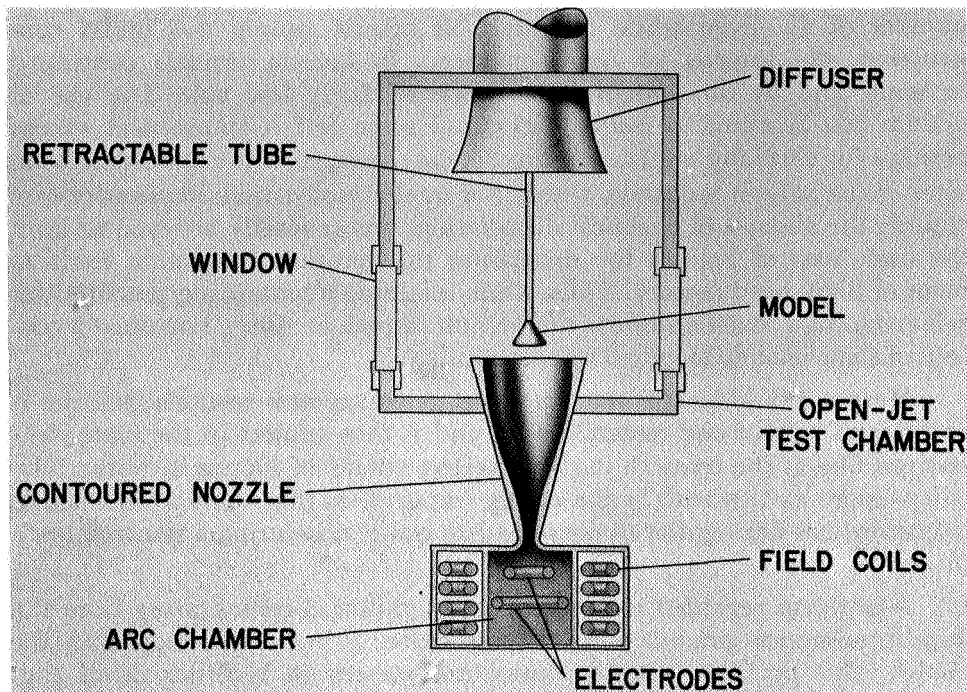 DIFFUSER
RETRACTABLE TUBE
WINDOW
MODEL
OPEN-JET
TEST CHAMBER
CONTOURED NOZZLE
FIELD COILS
ARC CHAMBER
ELECTRODES